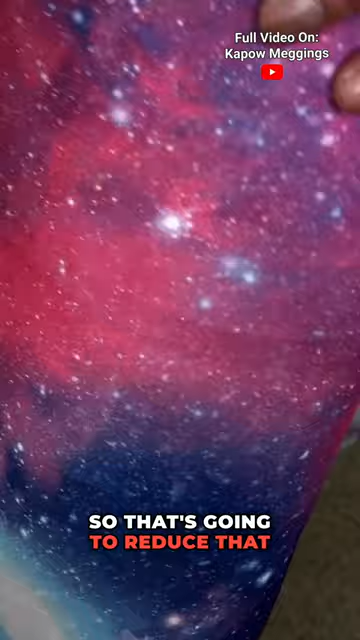 Full Video On:
Kapow Meggings
SO THAT'S GOING
TO REDUCE THAT